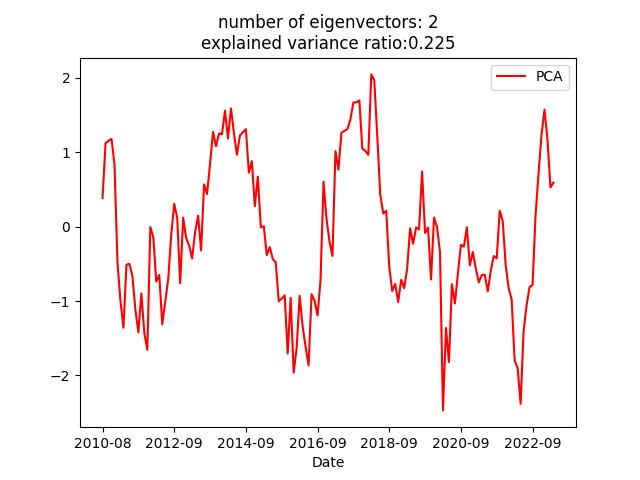 number of eigenvectors: 2
explained variance ratio:0.225
PCA
2
1
0
−1
−2
2010-08 2012-09 2014-09 2016-09 2018-09 2020-09 2022-09
Date